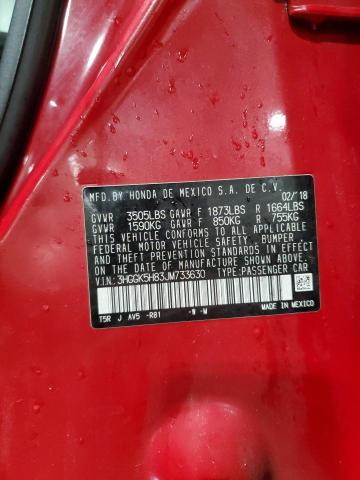 MFD. BY HONDA DE MEXICO S.A. DE C.V.
02/18
GVWR 3505LBS GAWR F 1873LBS R 1664LBS
GVWR 1590KG GAWR F 850KG R 755KG
THIS VEHICLE CONFORMS TO ALL APPLICABLE
FEDERAL MOTOR VEHICLE SAFETY, BUMPER
AND THEFT PREVENTION STANDARDS IN EFFECT
ON THE DATE OF MANUFACTURE SHOWN ABOVE.
V.I.N.: 3HGGK5H83JM733630 TYPE: PASSENGER CAR
T5R J AV5 -R81 -W -M
MADE IN MEXICO